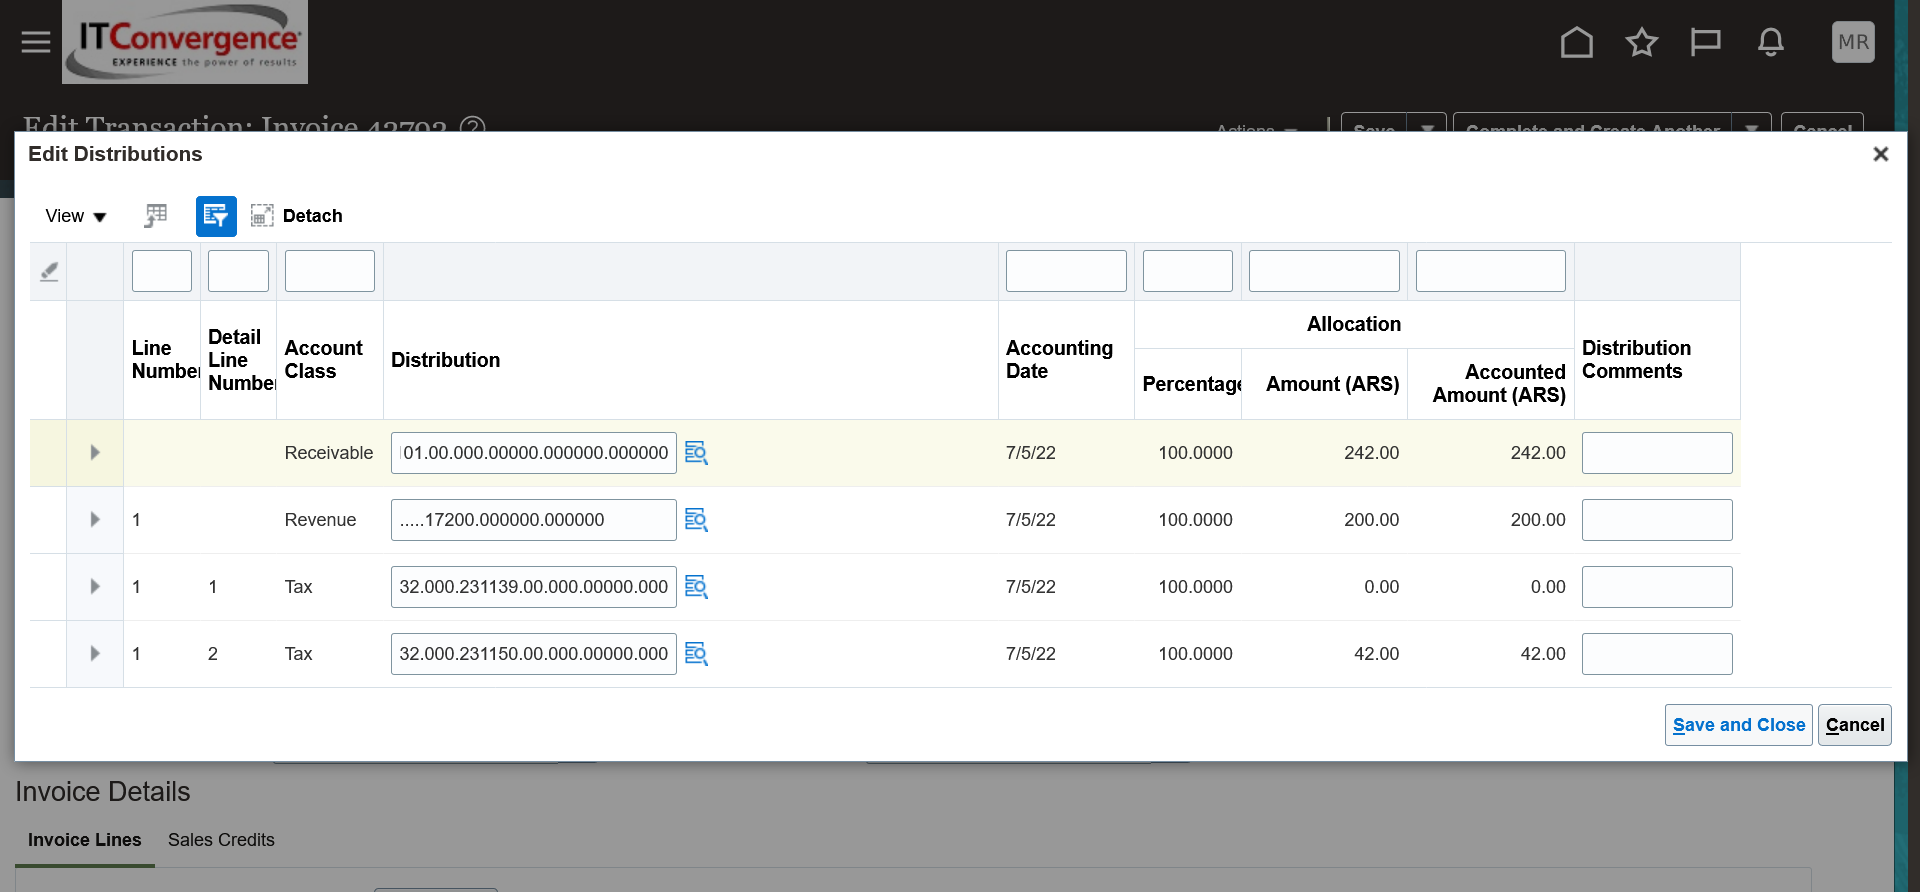 ITConvergence
EXPERIENCE the power of results
MR
Edit Transaction: Invoice 43703
Actions
Save
Complete and Create Another
Cancel
Edit Distributions
View
Detach
Line Number
Detail Line Number
Account Class
Distribution
Accounting Date
Allocation
Percentage
Amount (ARS)
Accounted Amount (ARS)
Distribution Comments
Receivable 01.00.000.00000.000000.000000 7/5/22 100.0000 242.00 242.00
1 Revenue .....17200.000000.000000 7/5/22 100.0000 200.00 200.00
1 1 Tax 32.000.231139.00.000.00000.000 7/5/22 100.0000 0.00 0.00
1 2 Tax 32.000.231150.00.000.00000.000 7/5/22 100.0000 42.00 42.00
Save and Close
Cancel
Invoice Details
Invoice Lines
Sales Credits